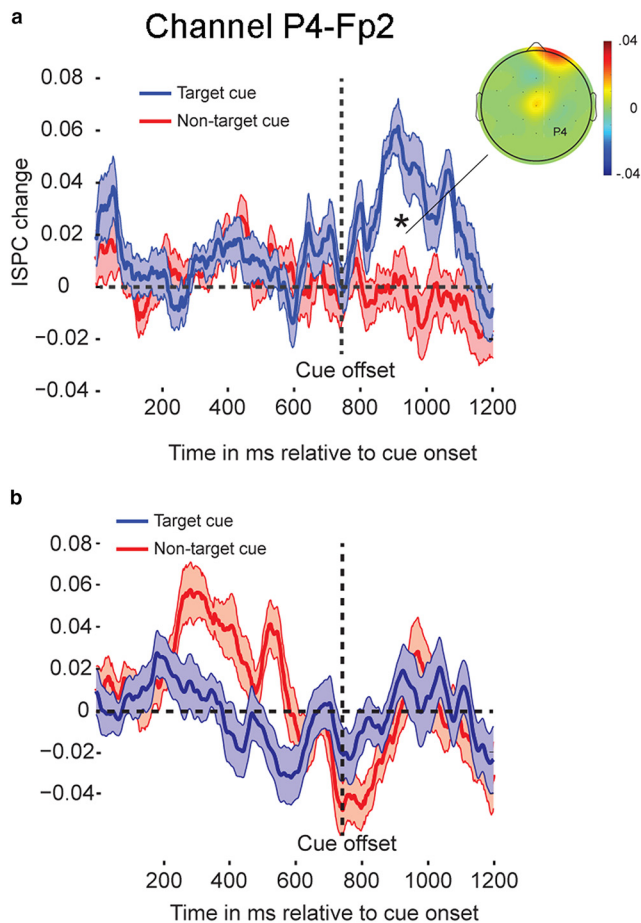 a
Channel P4-Fp2
0.08
0.06
0.04
0.02
0
−0.02
−0.04
ISPC change
Target cue
Non-target cue
*
P4
.04
0
-.04
Cue offset
200 400 600 800 1000 1200
Time in ms relative to cue onset
b
Target cue
Non-target cue
0.08
0.06
0.04
0.02
0
−0.02
−0.04
Cue offset
200 400 600 800 1000 1200
Time in ms relative to cue onset